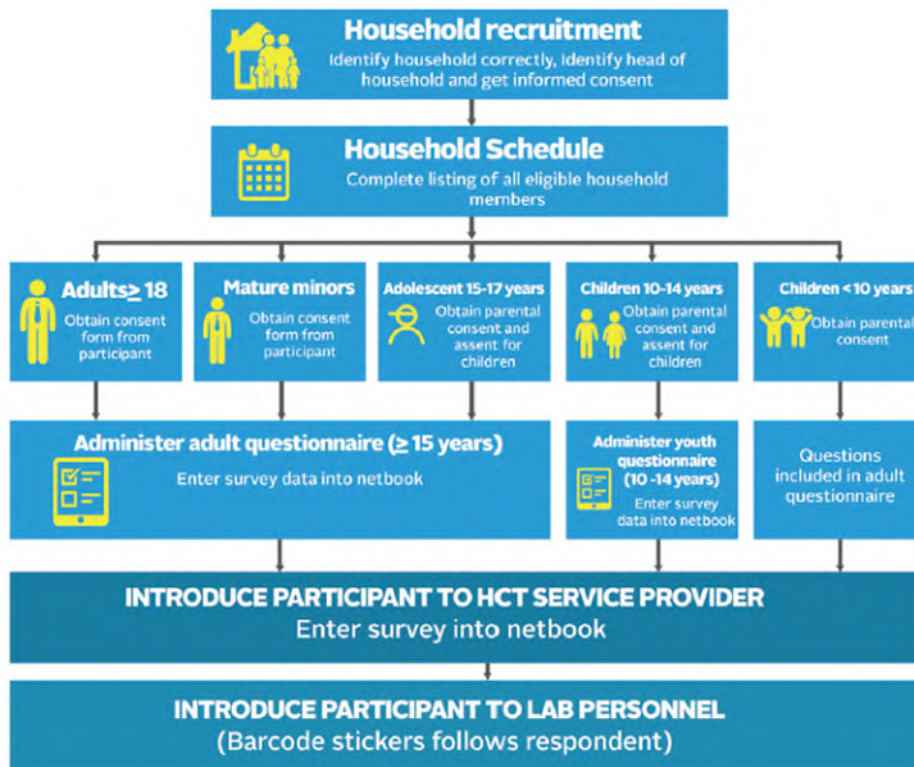 Household recruitment
Identify household correctly, Identify head of
household and get informed consent
Household Schedule
Complete listing of all eligible household
members
Adults≥ 18
Obtain consent
form from
participant
Mature minors
Obtain consent
form from
participant
Adolescent 15-17 years
Obtain parental
consent and
assent for
children
Children 10-14 years
Obtain parental
consent and
assent for
children
Children <10 years
Obtain parental
consent
Administer adult questionnaire (≥ 15 years)
Enter survey data into netbook
Administer youth
questionnaire
(10 -14 years)
Enter survey
data into netbook
Questions
included in adult
questionnaire
INTRODUCE PARTICIPANT TO HCT SERVICE PROVIDER
Enter survey into netbook
INTRODUCE PARTICIPANT TO LAB PERSONNEL
(Barcode stickers follows respondent)